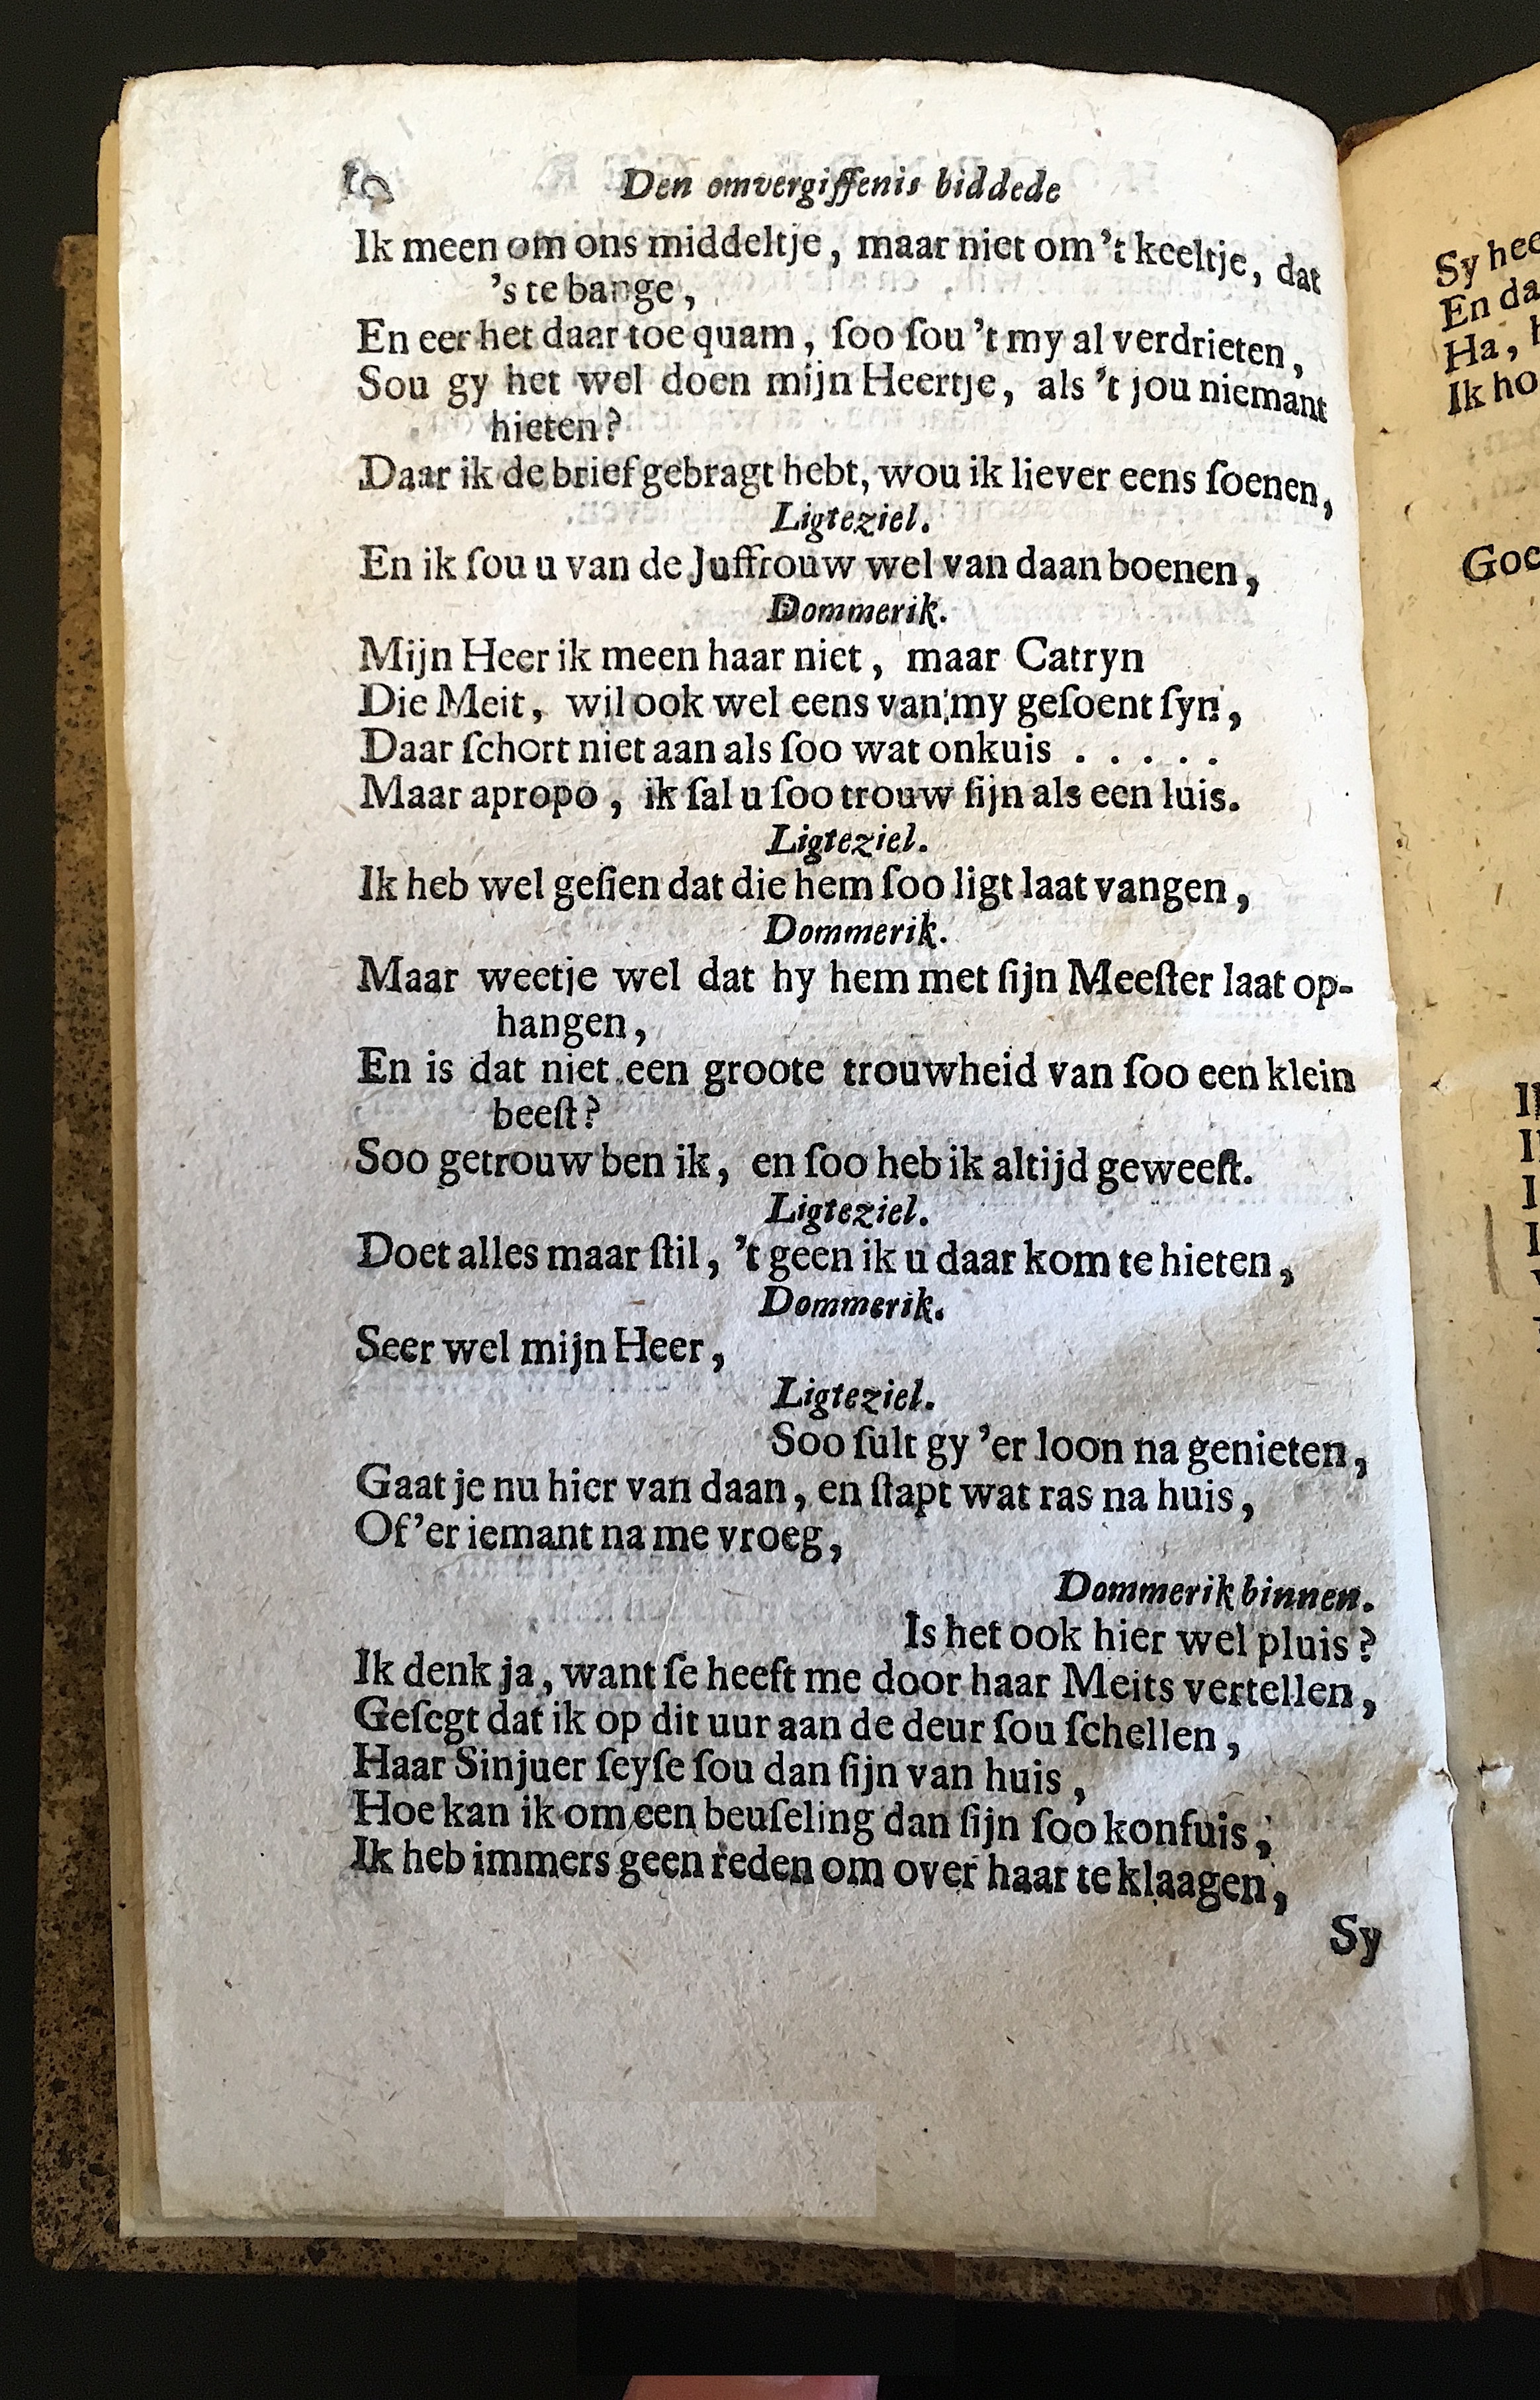 10 Den omvergiffenis biddede
Ik meen om ons middeltje, maar niet om 't keeltje, dat
's te bange,
En eer het daar toe quam, ſoo ſou 't my al verdrieten,
Sou gy het wel doen mijn Heertje, als 't jou niemant
hieten?
Daar ik de brief gebragt hebt, wou ik liever eens ſoenen,
Ligteziel.
En ik ſou u van de Juffrouw wel van daan boenen,
Dommerik.
Mijn Heer ik meen haar niet, maar Catryn
Die Meit, wil ook wel eens van my geſoent ſyn,
Daar ſchort niet aan als ſoo wat onkuis . . . . .
Maar apropo, ik ſal u ſoo trouw ſijn als een luis.
Ligteziel.
Ik heb wel geſien dat die hem ſoo ligt laat vangen,
Dommerik.
Maar weetje wel dat hy hem met ſijn Meeſter laat op-
hangen,
En is dat niet een groote trouwheid van ſoo een klein
beeſt?
Soo getrouw ben ik, en ſoo heb ik altijd geweeſt.
Ligteziel.
Doet alles maar ſtil, 't geen ik u daar kom te hieten,
Dommerik.
Seer wel mijn Heer,
Ligteziel.
Soo ſult gy 'er loon na genieten,
Gaat je nu hier van daan, en ſtapt wat ras na huis,
Of 'er iemant na me vroeg,
Dommerik binnen.
Is het ook hier wel pluis?
Ik denk ja, want ſe heeft me door haar Meits vertellen,
Geſegt dat ik op dit uur aan de deur ſou ſchellen,
Haar Sinjuer ſeyſe ſou dan ſijn van huis,
Hoe kan ik om een beuſeling dan ſijn ſoo konfuis,
Ik heb immers geen reden om over haar te klaagen,
Sy
Sy hee
En da
Ha,
Ik ho
Goe